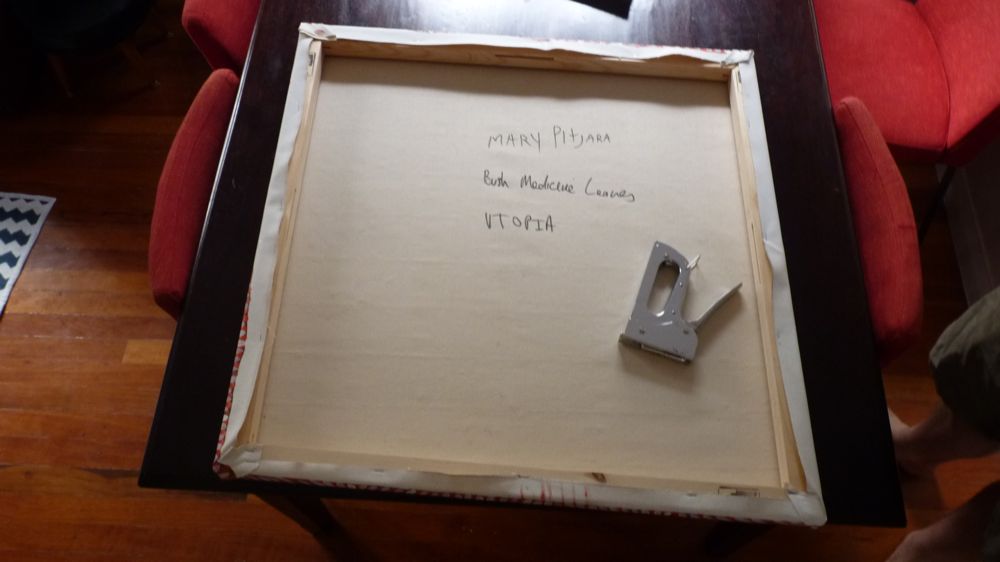 MARY PItJARA
Bush Medicine Leaves
UTOPIA